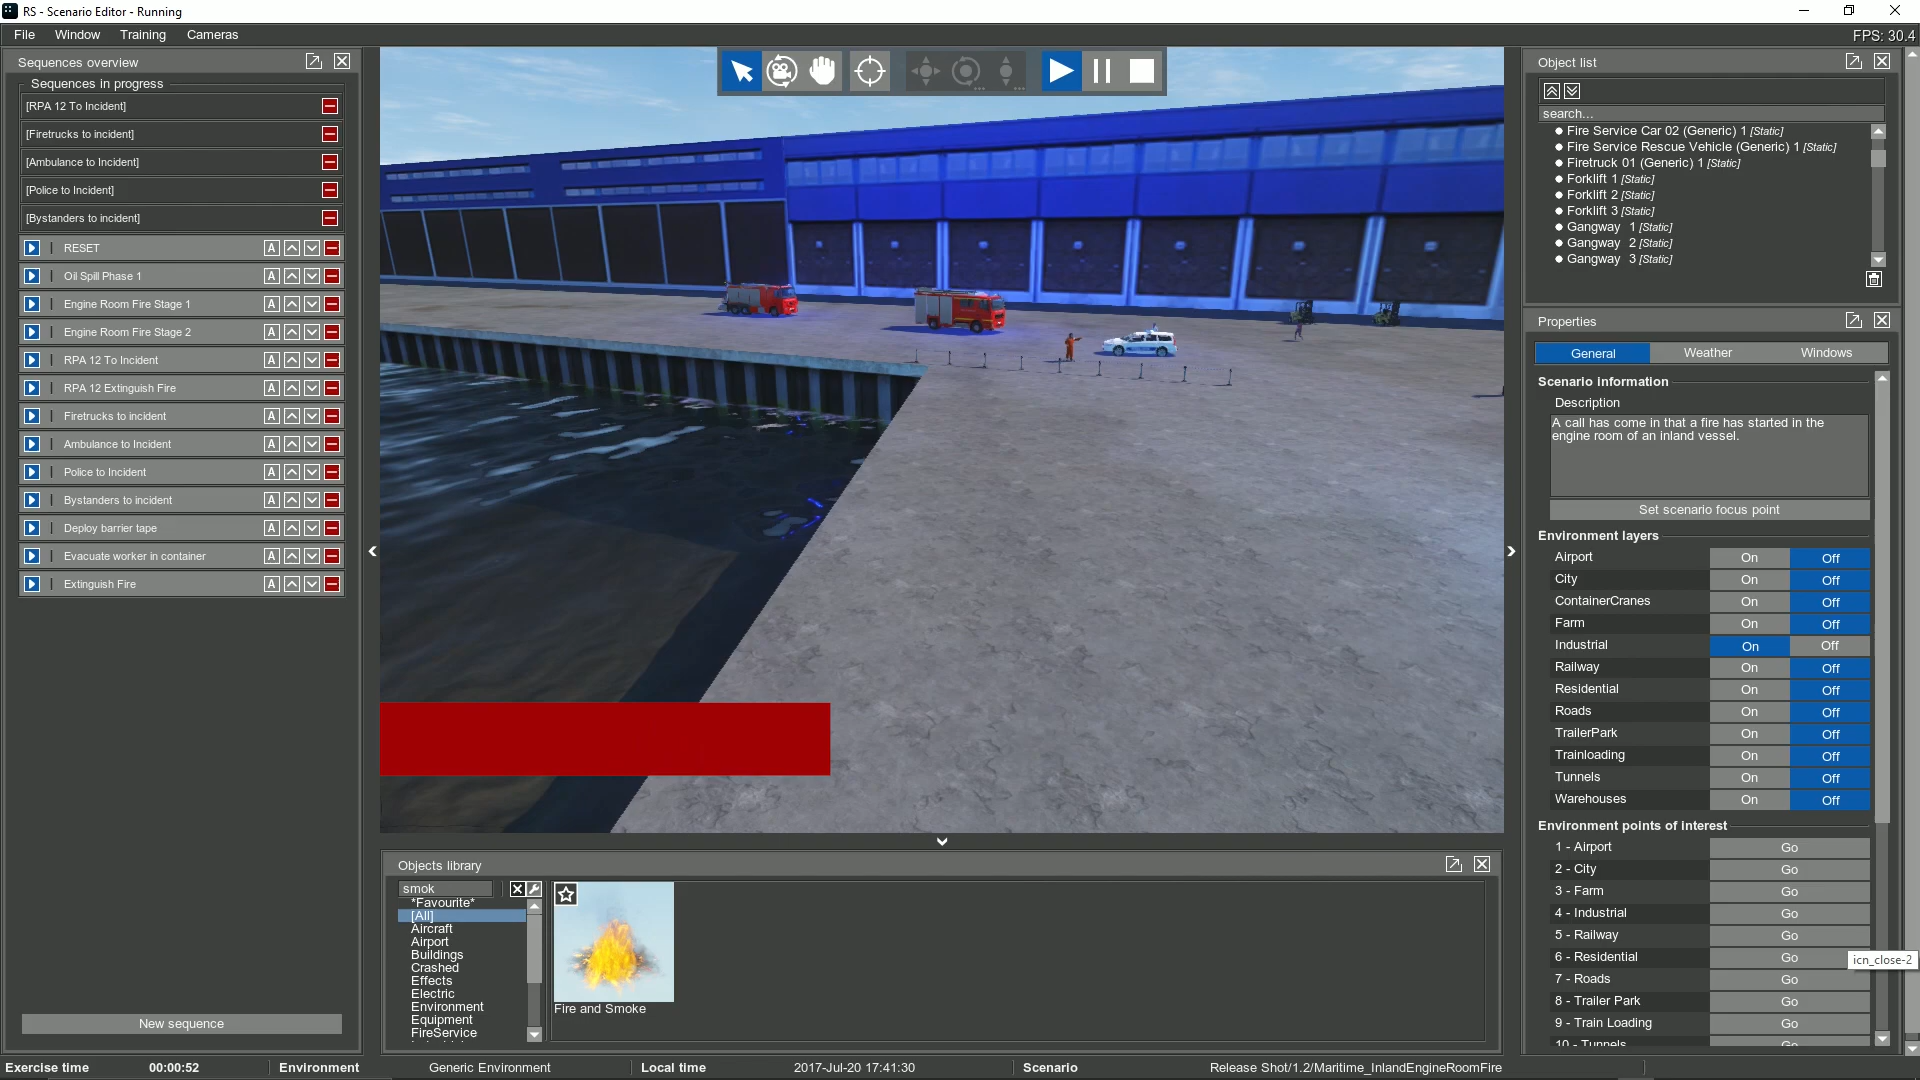 RS - Scenario Editor - Running
File Window Training Cameras
FPS: 30.4
Sequences overview
Sequences in progress
[RPA 12 To Incident]
[Firetrucks to incident]
[Ambulance to Incident]
[Police to Incident]
[Bystanders to incident]
RESET A
Oil Spill Phase 1 A
Engine Room Fire Stage 1 A
Engine Room Fire Stage 2 A
RPA 12 To Incident A
RPA 12 Extinguish Fire A
Firetrucks to incident A
Ambulance to Incident A
Police to Incident A
Bystanders to incident A
Deploy barrier tape A
Evacuate worker in container A
Extinguish Fire A
New sequence
Objects library
smok
*Favourite*
[All]
Aircraft
Airport
Buildings
Crashed
Effects
Electric
Environment
Equipment
FireService
Fire and Smoke
Object list
search...
Fire Service Car 02 (Generic) 1 [Static]
Fire Service Rescue Vehicle (Generic) 1 [Static]
Firetruck 01 (Generic) 1 [Static]
Forklift 1 [Static]
Forklift 2 [Static]
Forklift 3 [Static]
Gangway 1 [Static]
Gangway 2 [Static]
Gangway 3 [Static]
Properties
General Weather Windows
Scenario information
Description
A call has come in that a fire has started in the
engine room of an inland vessel.
Set scenario focus point
Environment layers
Airport On Off
City On Off
ContainerCranes On Off
Farm On Off
Industrial On Off
Railway On Off
Residential On Off
Roads On Off
TrailerPark On Off
Trainloading On Off
Tunnels On Off
Warehouses On Off
Environment points of interest
1 - Airport Go
2 - City Go
3 - Farm Go
4 - Industrial Go
5 - Railway Go
6 - Residential Go
icn_close-2
7 - Roads Go
8 - Trailer Park Go
9 - Train Loading Go
10 - Tunnels Go
Exercise time 00:00:52 Environment Generic Environment Local time 2017-Jul-20 17:41:30 Scenario Release Shot/1.2/Maritime_InlandEngineRoomFire